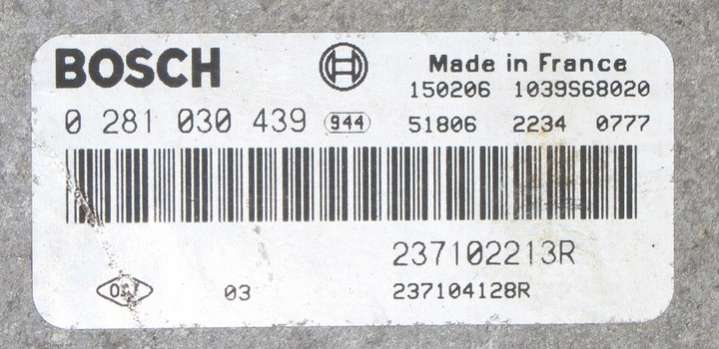 BOSCH
Made in France
150206 1039S68020
0 281 030 439 944 51806 2234 0777
237102213R
03 237104128R